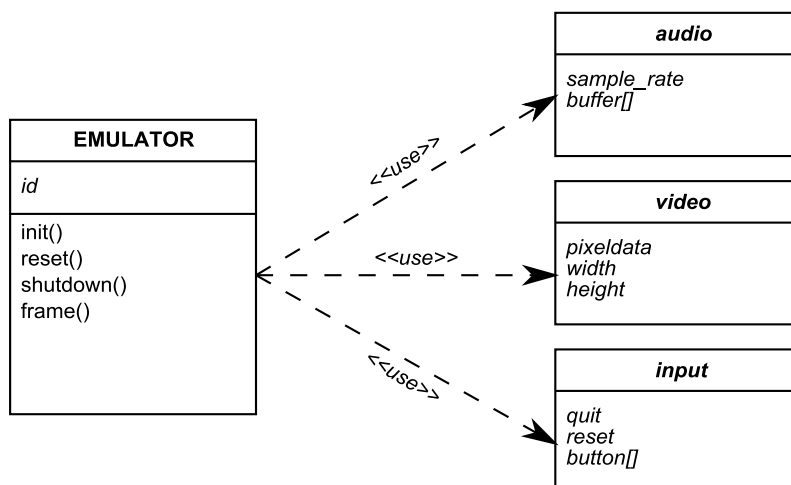 EMULATOR
id
init()
reset()
shutdown()
frame()
<<use>>
<<use>>
<<use>>
audio
sample_rate
buffer[]
video
pixeldata
width
height
input
quit
reset
button[]